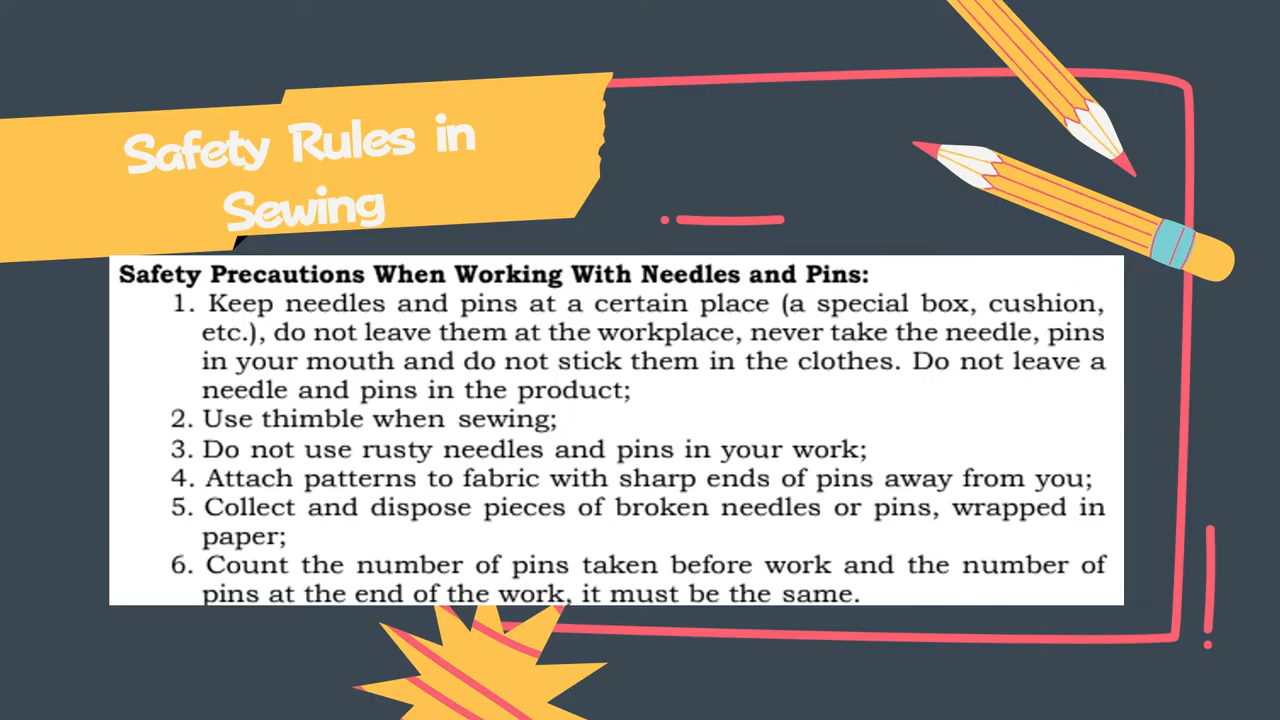 Safety Rules in
Sewing
Safety Precautions When Working With Needles and Pins:
1. Keep needles and pins at a certain place (a special box, cushion,
etc.), do not leave them at the workplace, never take the needle, pins
in your mouth and do not stick them in the clothes. Do not leave a
needle and pins in the product;
2. Use thimble when sewing;
3. Do not use rusty needles and pins in your work;
4. Attach patterns to fabric with sharp ends of pins away from you;
5. Collect and dispose pieces of broken needles or pins, wrapped in
paper;
6. Count the number of pins taken before work and the number of
pins at the end of the work, it must be the same.